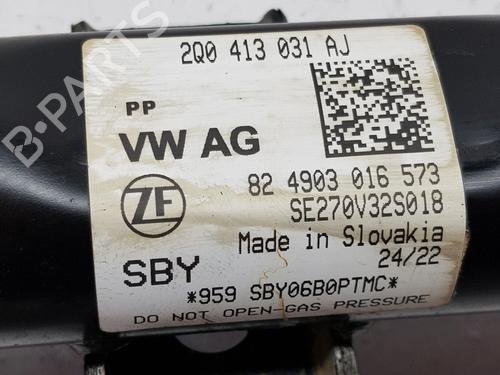 2Q0 413 031 AJ
PP
VW AG
ZF
82 4903 016 573
SE270V32S018
Made in Slovakia
24/22
SBY
*959 SBY06B0PTMC*
DO NOT OPEN-GAS PRESSURE
B-PARTS